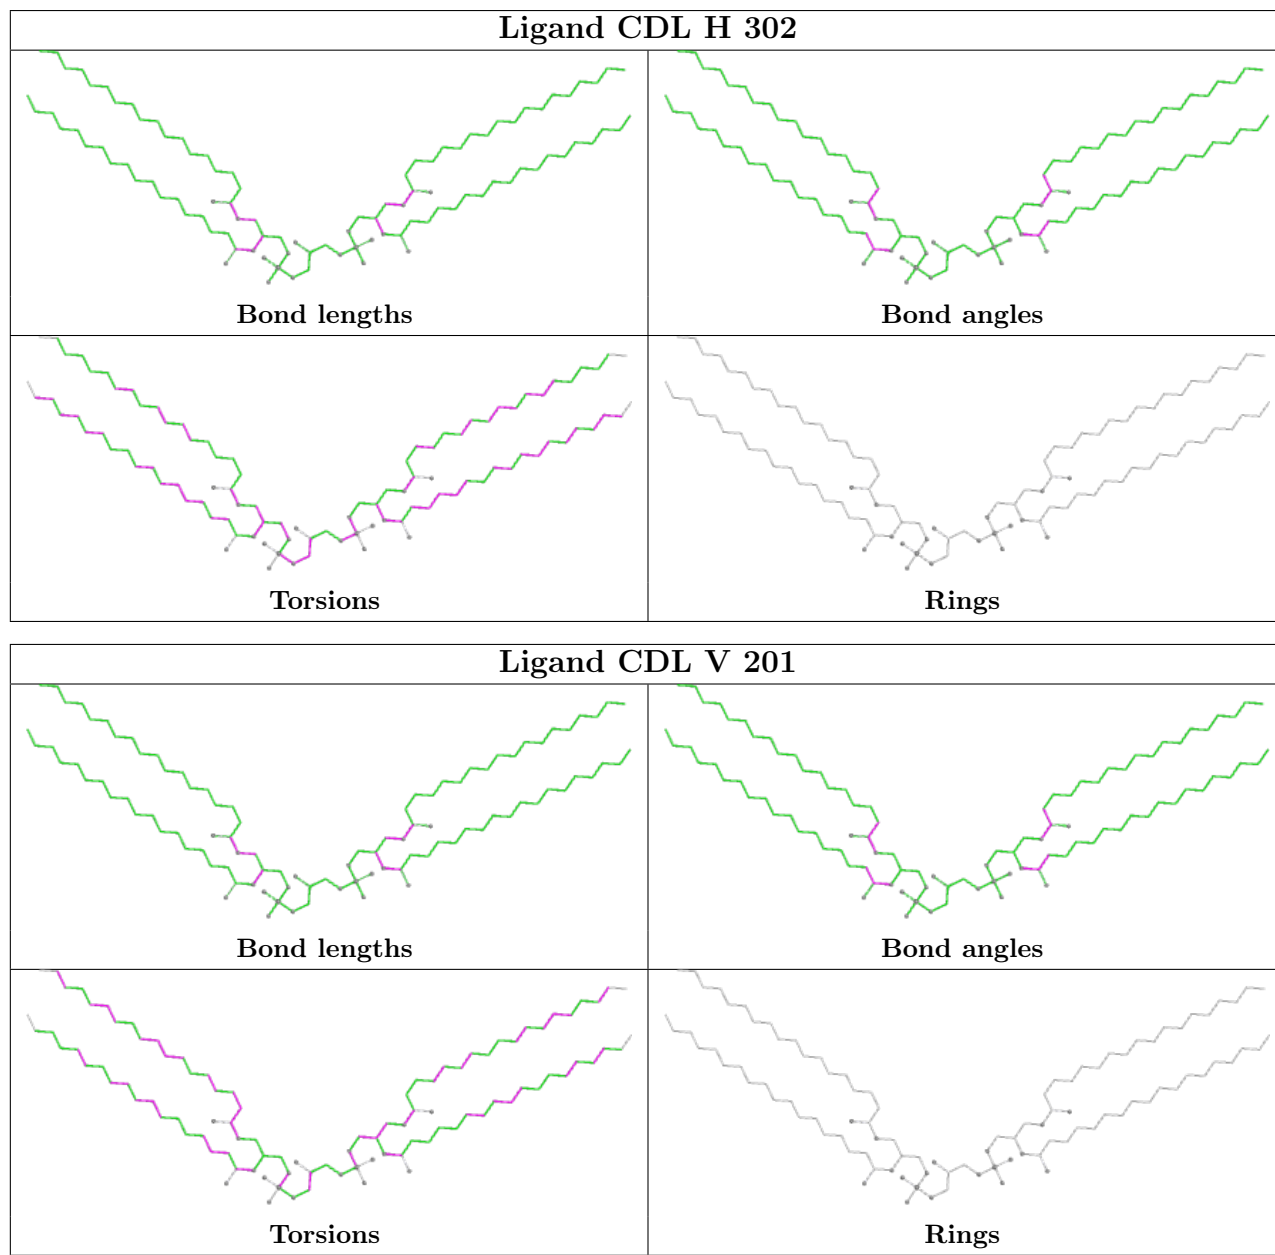 Ligand CDL H 302
Bond lengths
Bond angles
Torsions
Rings
Ligand CDL V 201
Bond lengths
Bond angles
Torsions
Rings